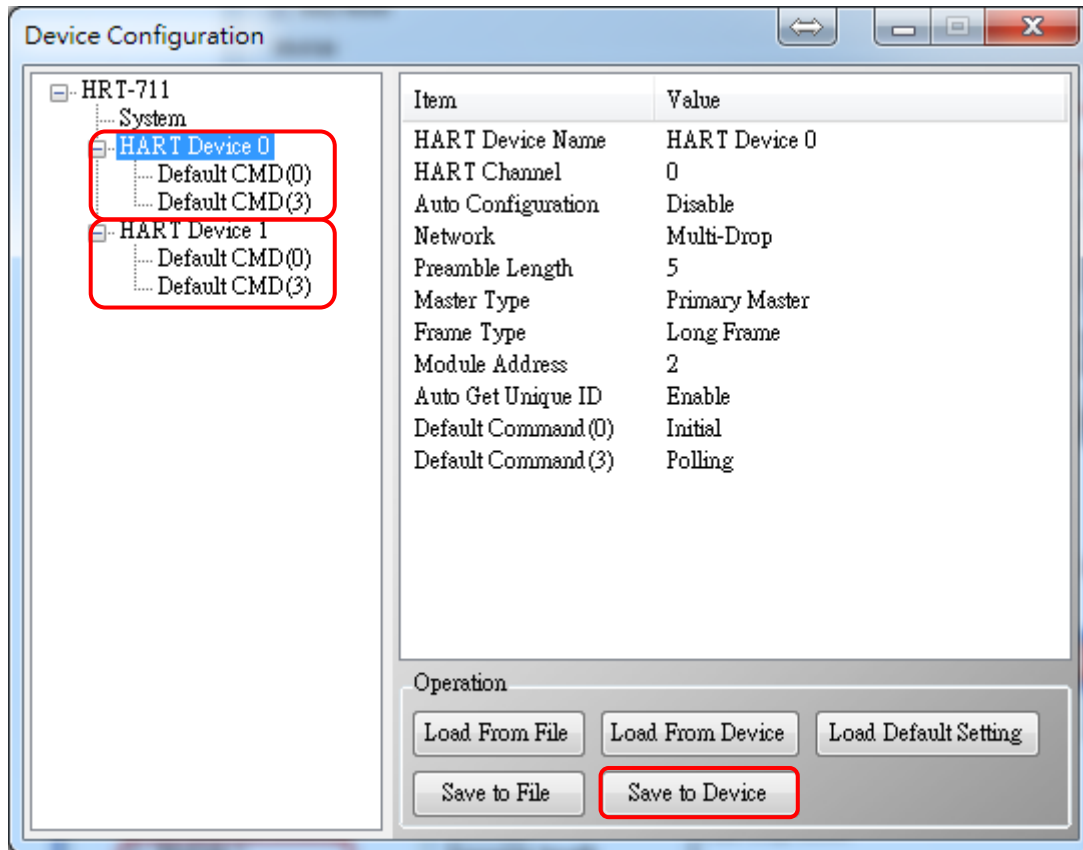 Device Configuration
HRT-711
System
HART Device 0
Default CMD(0)
Default CMD(3)
HART Device 1
Default CMD(0)
Default CMD(3)
Item Value
HART Device Name HART Device 0
HART Channel 0
Auto Configuration Disable
Network Multi-Drop
Preamble Length 5
Master Type Primary Master
Frame Type Long Frame
Module Address 2
Auto Get Unique ID Enable
Default Command(0) Initial
Default Command(3) Polling
Operation
Load From File Load From Device Load Default Setting
Save to File Save to Device